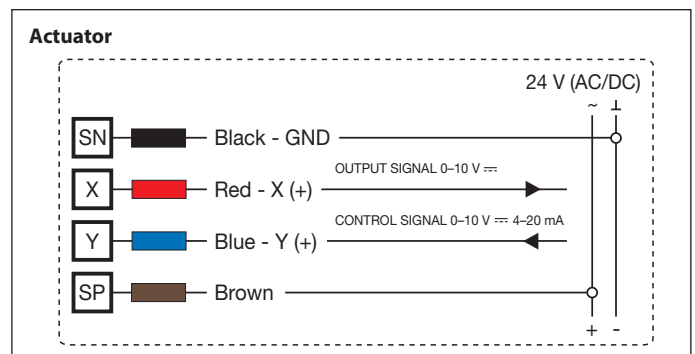 Actuator
24 V (AC/DC)
~ ⊥
SN Black - GND
OUTPUT SIGNAL 0–10 V ⎓
X Red - X (+)
CONTROL SIGNAL 0–10 V ⎓ 4–20 mA
Y Blue - Y (+)
SP Brown
+ -